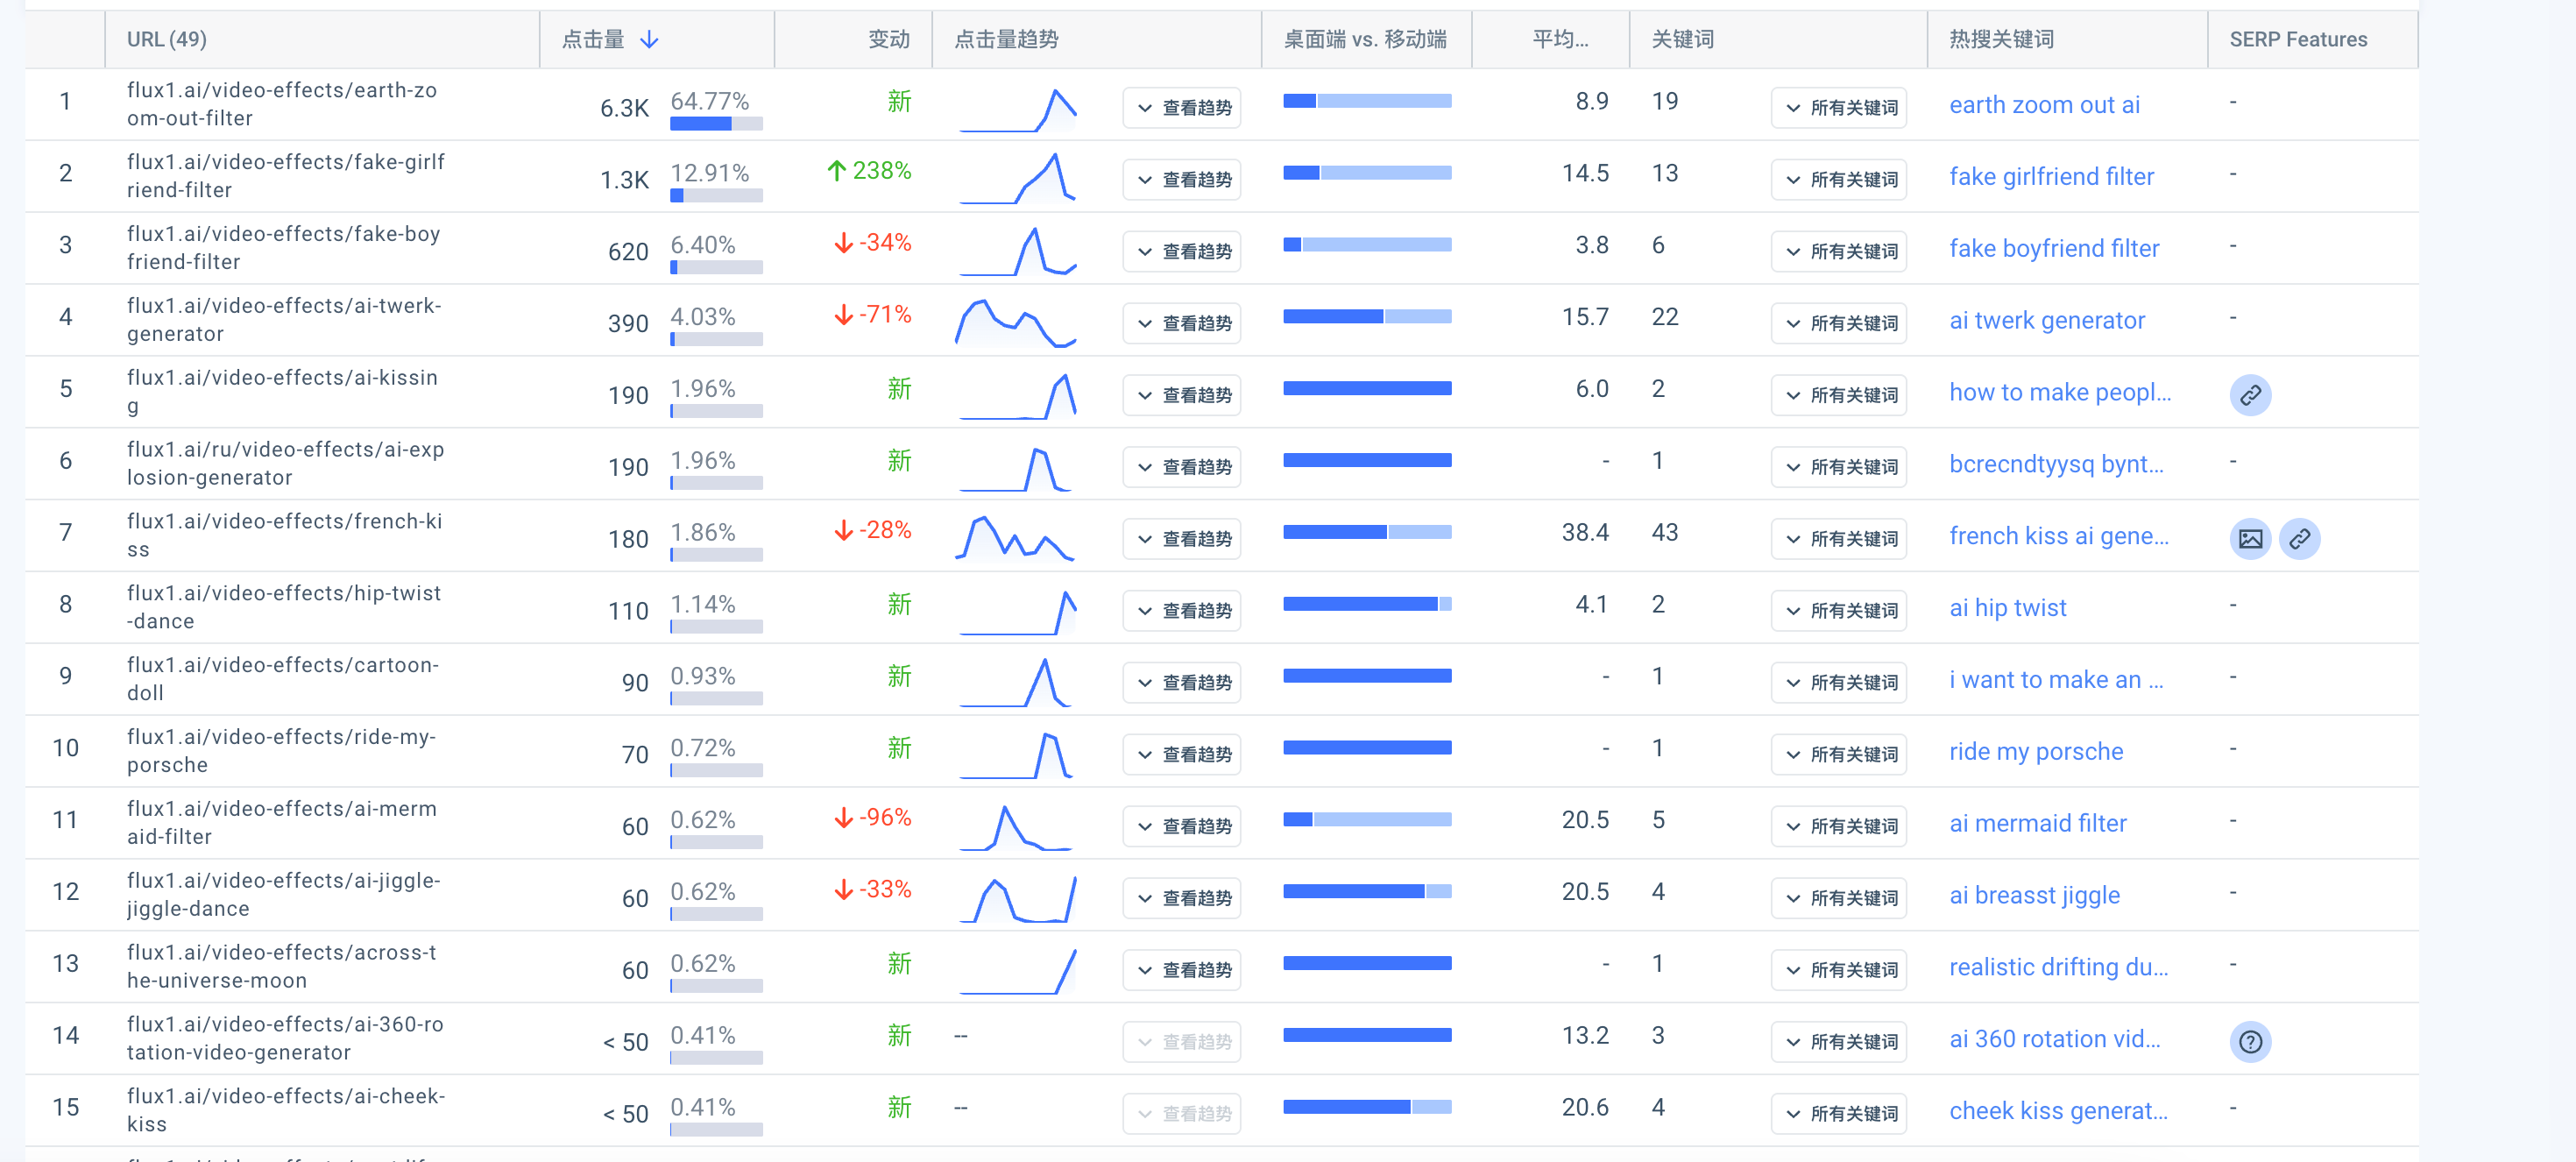 URL (49) 点击量 变动 点击量趋势 桌面端 vs. 移动端 平均... 关键词 热搜关键词 SERP Features
1 flux1.ai/video-effects/earth-zo
om-out-filter 6.3K 64.77% 新 查看趋势 8.9 19 所有关键词 earth zoom out ai -
2 flux1.ai/video-effects/fake-girlf
riend-filter 1.3K 12.91% 238% 查看趋势 14.5 13 所有关键词 fake girlfriend filter -
3 flux1.ai/video-effects/fake-boy
friend-filter 620 6.40% -34% 查看趋势 3.8 6 所有关键词 fake boyfriend filter -
4 flux1.ai/video-effects/ai-twerk-
generator 390 4.03% -71% 查看趋势 15.7 22 所有关键词 ai twerk generator -
5 flux1.ai/video-effects/ai-kissin
g 190 1.96% 新 查看趋势 6.0 2 所有关键词 how to make peopl...
6 flux1.ai/ru/video-effects/ai-exp
losion-generator 190 1.96% 新 查看趋势 - 1 所有关键词 bcrecndtyysq bynt... -
7 flux1.ai/video-effects/french-ki
ss 180 1.86% -28% 查看趋势 38.4 43 所有关键词 french kiss ai gene...
8 flux1.ai/video-effects/hip-twist
-dance 110 1.14% 新 查看趋势 4.1 2 所有关键词 ai hip twist -
9 flux1.ai/video-effects/cartoon-
doll 90 0.93% 新 查看趋势 - 1 所有关键词 i want to make an ... -
10 flux1.ai/video-effects/ride-my-
porsche 70 0.72% 新 查看趋势 - 1 所有关键词 ride my porsche -
11 flux1.ai/video-effects/ai-merm
aid-filter 60 0.62% -96% 查看趋势 20.5 5 所有关键词 ai mermaid filter -
12 flux1.ai/video-effects/ai-jiggle-
jiggle-dance 60 0.62% -33% 查看趋势 20.5 4 所有关键词 ai breasst jiggle -
13 flux1.ai/video-effects/across-t
he-universe-moon 60 0.62% 新 查看趋势 - 1 所有关键词 realistic drifting du... -
14 flux1.ai/video-effects/ai-360-ro
tation-video-generator < 50 0.41% 新 -- 查看趋势 13.2 3 所有关键词 ai 360 rotation vid...
15 flux1.ai/video-effects/ai-cheek-
kiss < 50 0.41% 新 -- 查看趋势 20.6 4 所有关键词 cheek kiss generat... -